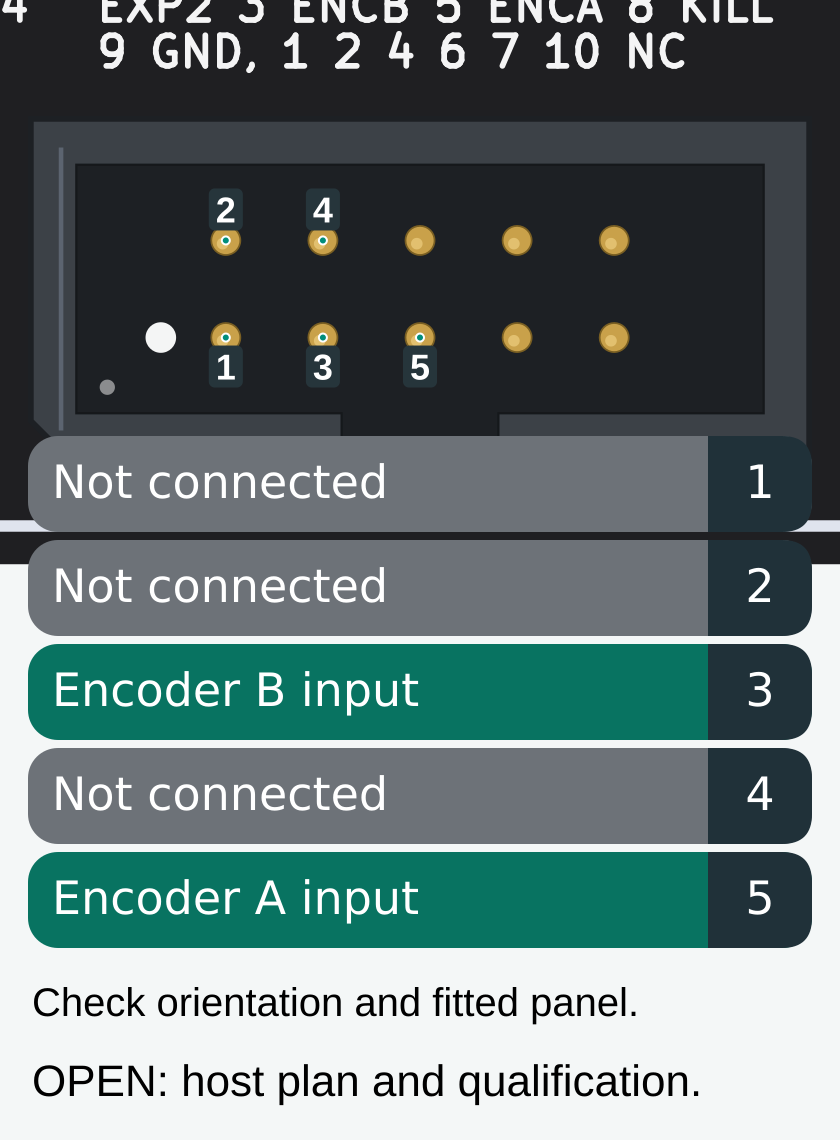 4 EXP2 3 ENCB 5 ENCA 8 KILL
9 GND, 1 2 4 6 7 10 NC
2 4
1 3 5
Not connected 1
Not connected 2
Encoder B input 3
Not connected 4
Encoder A input 5
Check orientation and fitted panel.
OPEN: host plan and qualification.